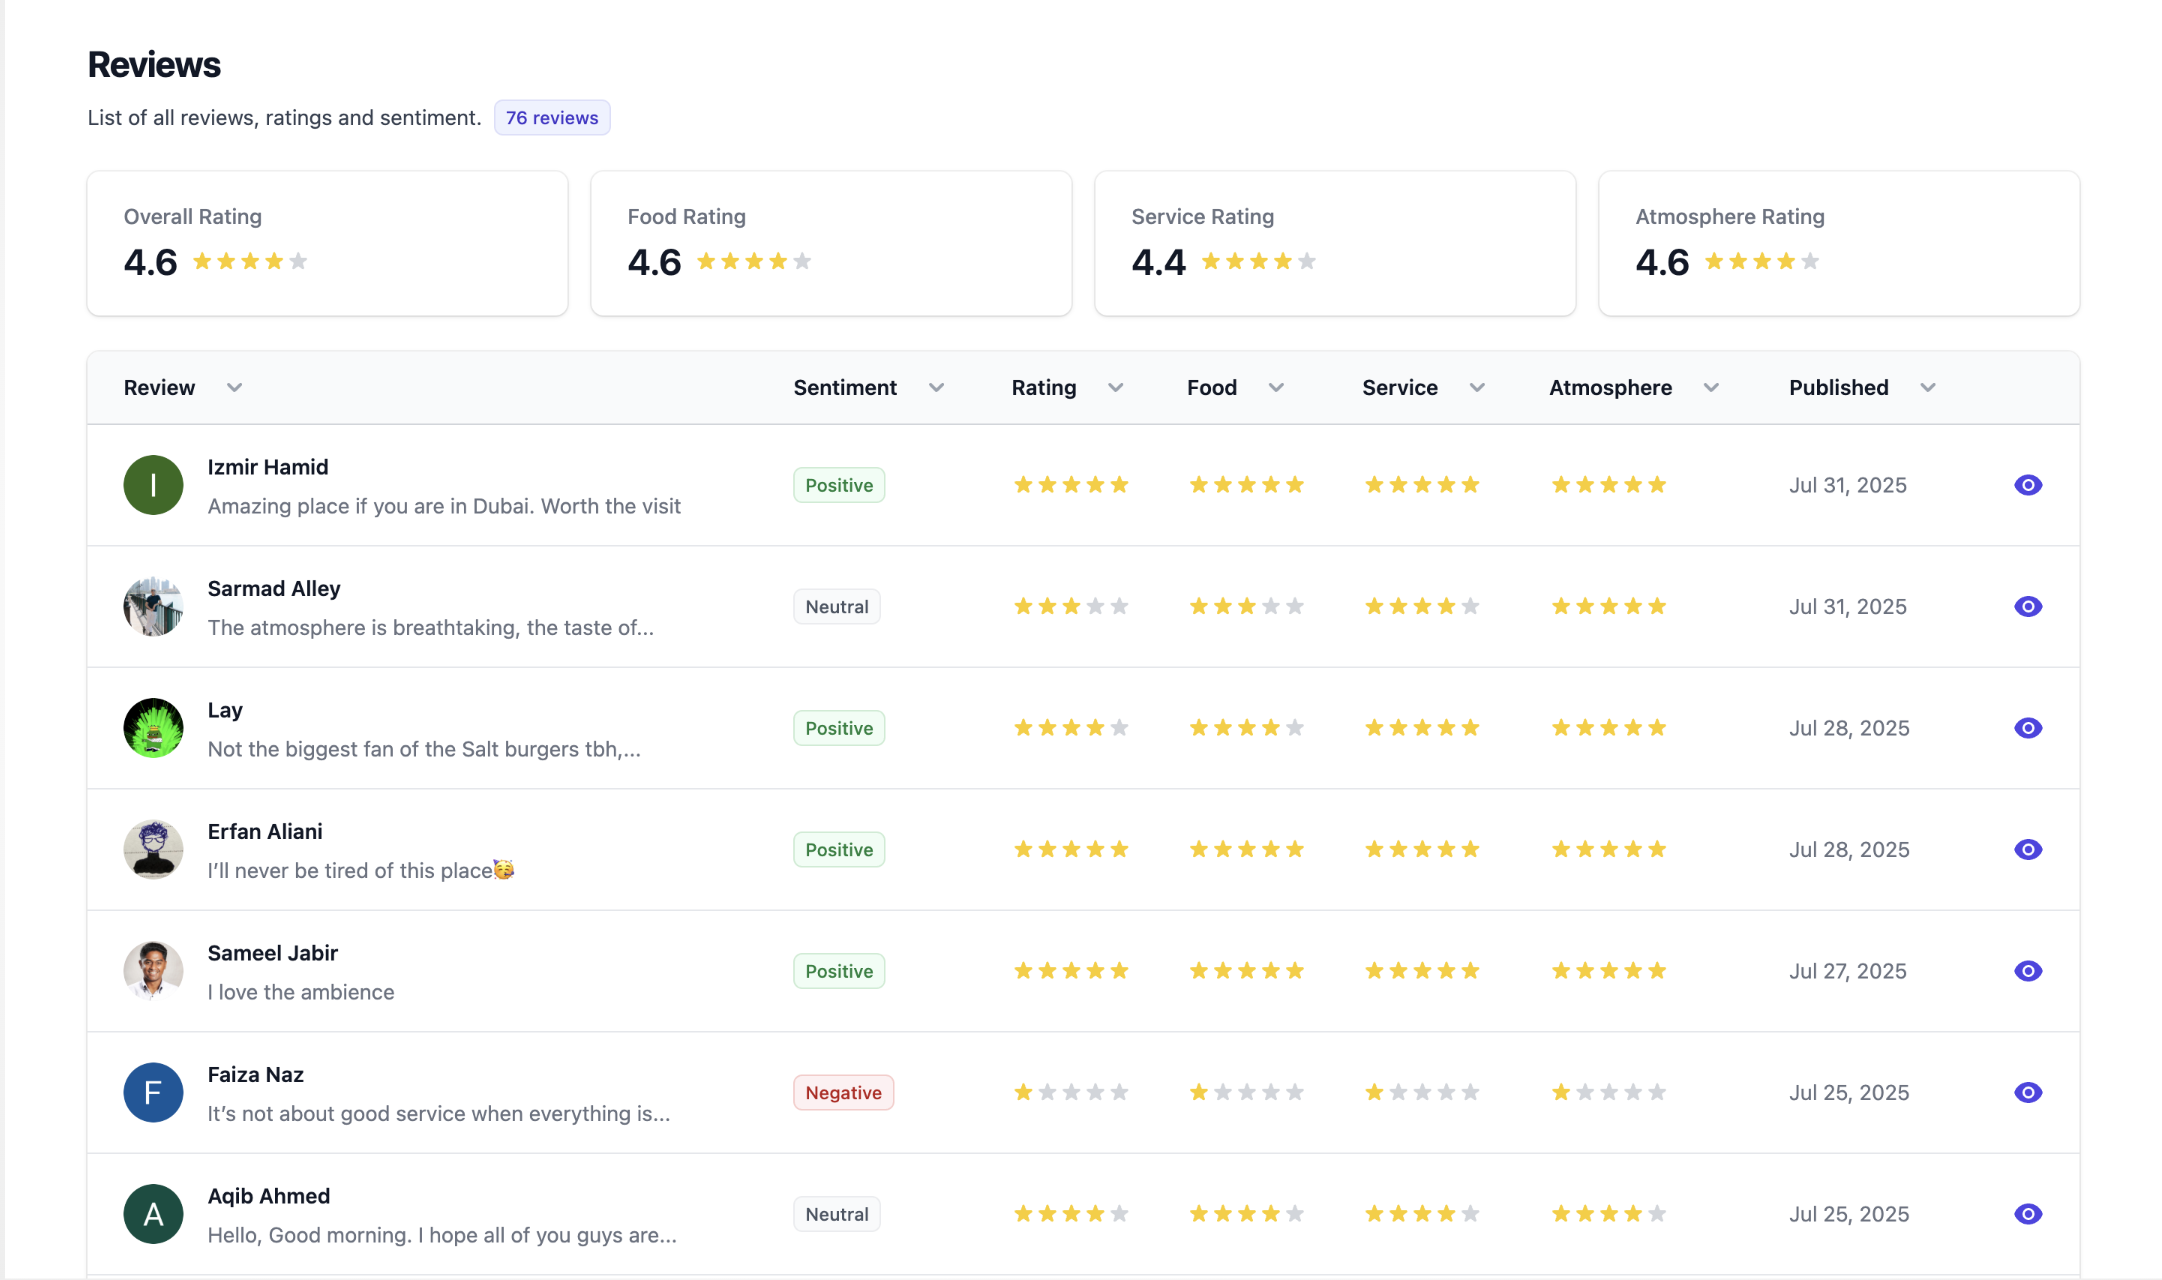 Reviews
List of all reviews, ratings and sentiment. 76 reviews
Overall Rating
4.6
Food Rating
4.6
Service Rating
4.4
Atmosphere Rating
4.6
Review Sentiment Rating Food Service Atmosphere Published
I
Izmir Hamid
Amazing place if you are in Dubai. Worth the visit
Positive
Jul 31, 2025
Sarmad Alley
The atmosphere is breathtaking, the taste of...
Neutral
Jul 31, 2025
Lay
Not the biggest fan of the Salt burgers tbh,...
Positive
Jul 28, 2025
Erfan Aliani
I’ll never be tired of this place🥳
Positive
Jul 28, 2025
Sameel Jabir
I love the ambience
Positive
Jul 27, 2025
F
Faiza Naz
It’s not about good service when everything is...
Negative
Jul 25, 2025
A
Aqib Ahmed
Hello, Good morning. I hope all of you guys are...
Neutral
Jul 25, 2025